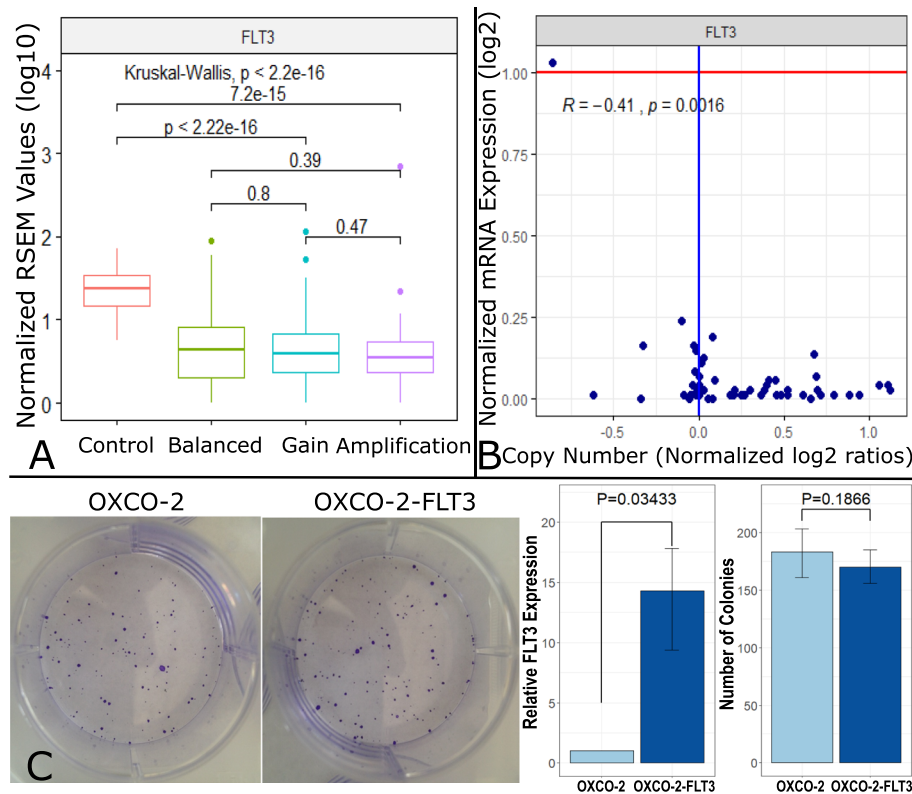 FLT3
Normalized RSEM Values (log10)
4
3
2
1
0
Kruskal-Wallis, p < 2.2e-16
7.2e-15
p < 2.22e-16
0.39
0.8
0.47
Control Balanced Gain Amplification
A
FLT3
Normalized mRNA Expression (log2)
1.00
0.75
0.50
0.25
0.00
R = −0.41 , p = 0.0016
-0.5 0.0 0.5 1.0
Copy Number (Normalized log2 ratios)
B
OXCO-2 OXCO-2-FLT3
C
Relative FLT3 Expression
P=0.03433
20
15
10
5
0
OXCO-2 OXCO-2-FLT3
Number of Colonies
P=0.1866
200
150
100
50
0
OXCO-2 OXCO-2-FLT3